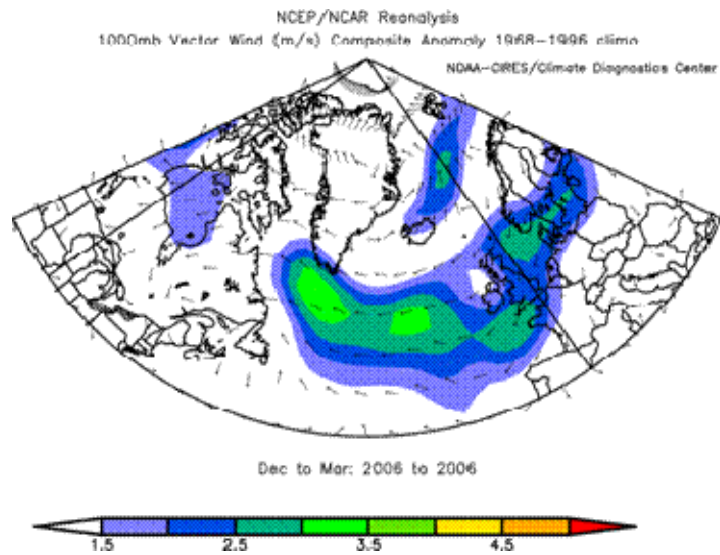 NCEP/NCAR Reanalysis
1000mb Vector Wind (m/s) Composite Anomaly 1968-1996 climo
NOAA-CIRES/Climate Diagnostics Center
Dec to Mar: 2006 to 2006
1.5 2.5 3.5 4.5